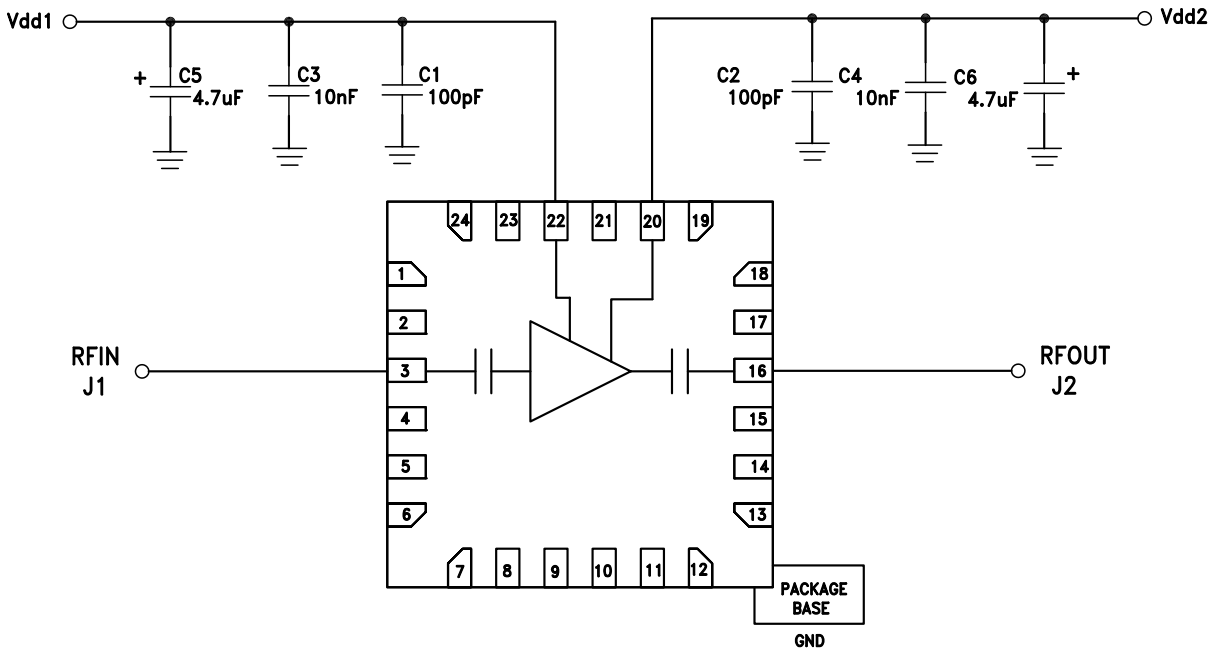 Vdd1
Vdd2
+ C5
4.7uF
C3
10nF
C1
100pF
C2
100pF
C4
10nF
C6
4.7uF
+
24 23 22 21 20 19
1
2
3
4
5
6
18
17
16
15
14
13
7 8 9 10 11 12
RFIN
J1
RFOUT
J2
PACKAGE
BASE
GND